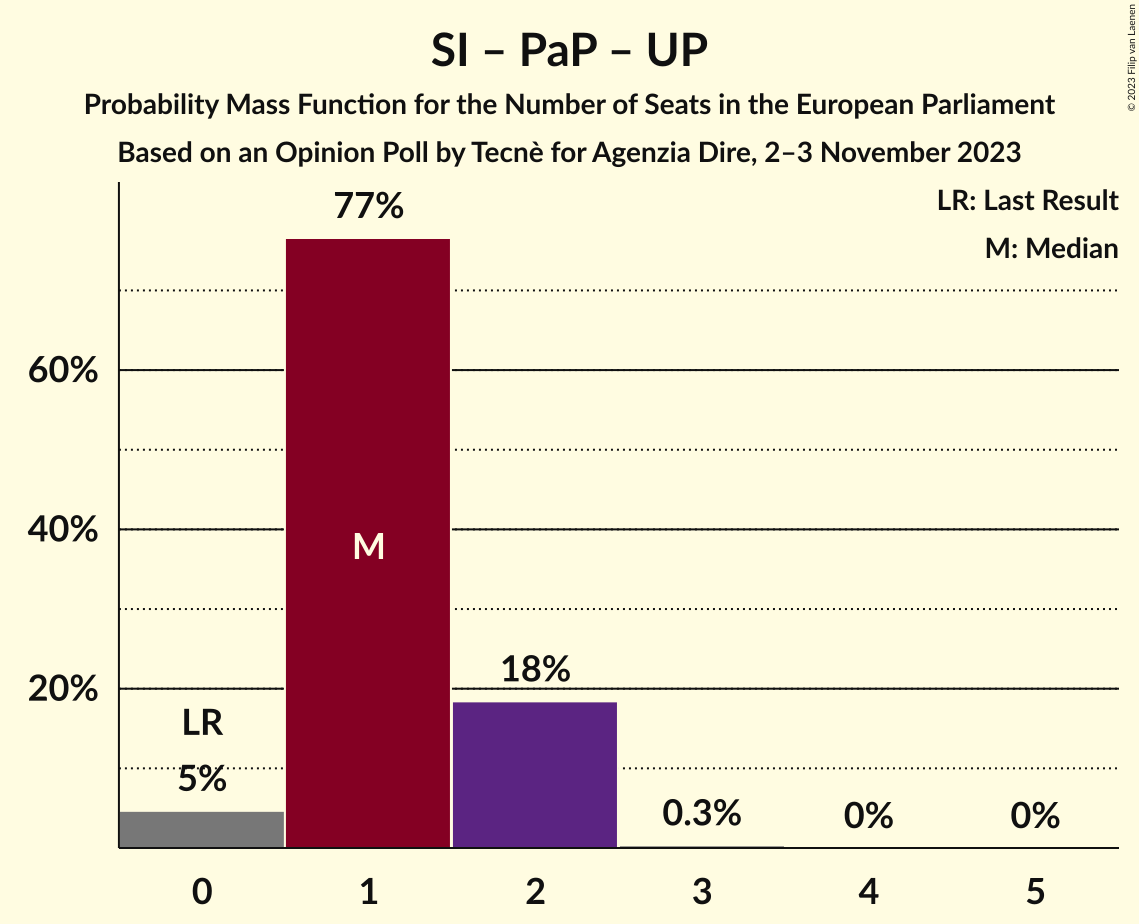 SI – PaP – UP
Probability Mass Function for the Number of Seats in the European Parliament
Based on an Opinion Poll by Tecnè for Agenzia Dire, 2–3 November 2023
© 2023 Filip van Laenen
LR: Last Result
M: Median
77%
60%
40%
M
18%
20%
LR
5%
0.3%
0%
0%
0
1
2
3
4
5